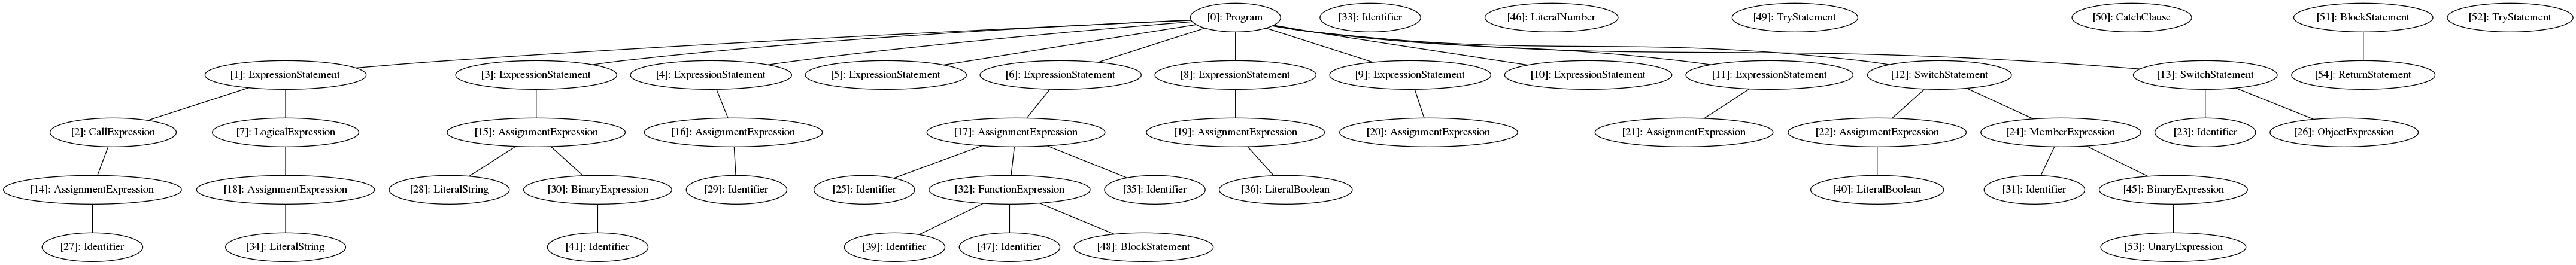 [0]: Program
[33]: Identifier
[46]: LiteralNumber
[49]: TryStatement
[50]: CatchClause
[51]: BlockStatement
[52]: TryStatement
[1]: ExpressionStatement
[3]: ExpressionStatement
[4]: ExpressionStatement
[5]: ExpressionStatement
[6]: ExpressionStatement
[8]: ExpressionStatement
[9]: ExpressionStatement
[10]: ExpressionStatement
[11]: ExpressionStatement
[12]: SwitchStatement
[13]: SwitchStatement
[54]: ReturnStatement
[2]: CallExpression
[7]: LogicalExpression
[15]: AssignmentExpression
[16]: AssignmentExpression
[17]: AssignmentExpression
[19]: AssignmentExpression
[20]: AssignmentExpression
[21]: AssignmentExpression
[22]: AssignmentExpression
[24]: MemberExpression
[23]: Identifier
[26]: ObjectExpression
[14]: AssignmentExpression
[18]: AssignmentExpression
[28]: LiteralString
[30]: BinaryExpression
[29]: Identifier
[25]: Identifier
[32]: FunctionExpression
[35]: Identifier
[36]: LiteralBoolean
[40]: LiteralBoolean
[31]: Identifier
[45]: BinaryExpression
[27]: Identifier
[34]: LiteralString
[41]: Identifier
[39]: Identifier
[47]: Identifier
[48]: BlockStatement
[53]: UnaryExpression